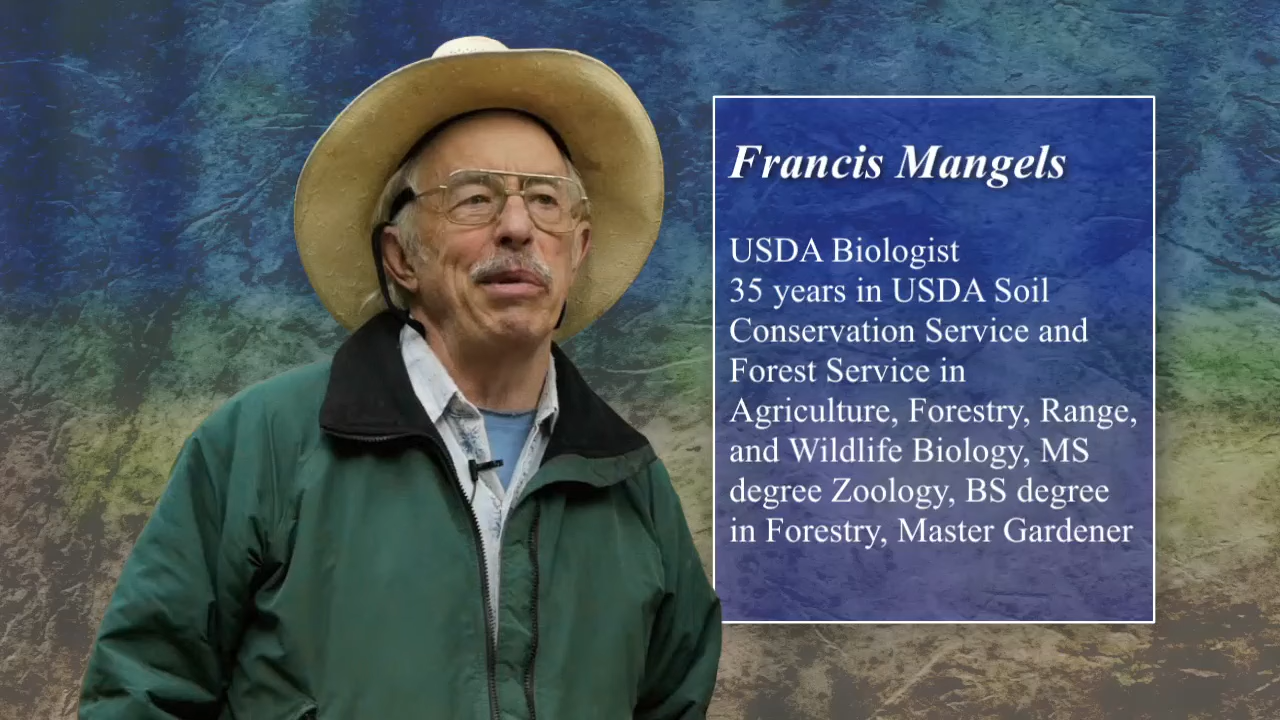 Francis Mangels
USDA Biologist
35 years in USDA Soil
Conservation Service and
Forest Service in
Agriculture, Forestry, Range,
and Wildlife Biology, MS
degree Zoology, BS degree
in Forestry, Master Gardener